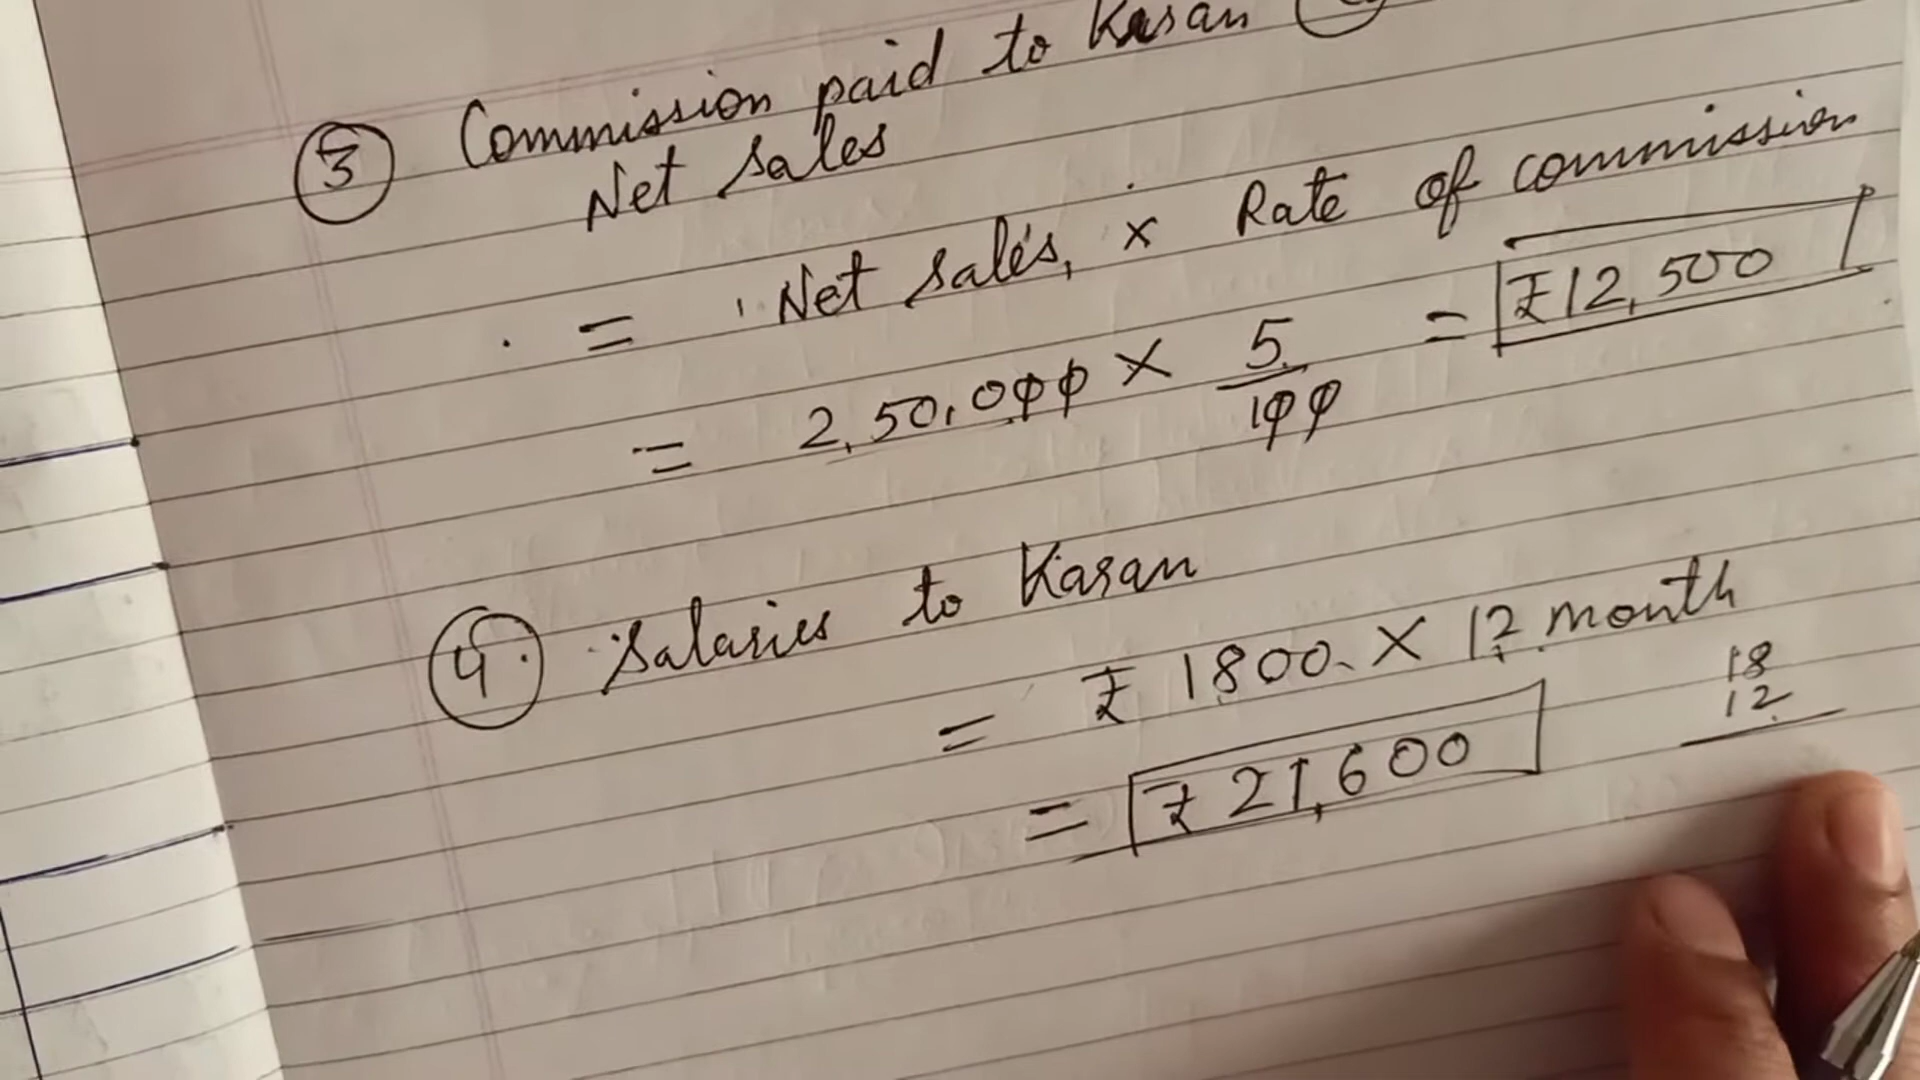 ③ Commission paid to Karan
Net Sales
= Net sales, × Rate of commission
= 2,50,000 × 5/100 = ₹12,500
④ Salaries to Karan
= ₹ 1800 × 12 month
= ₹ 21,600
18
12